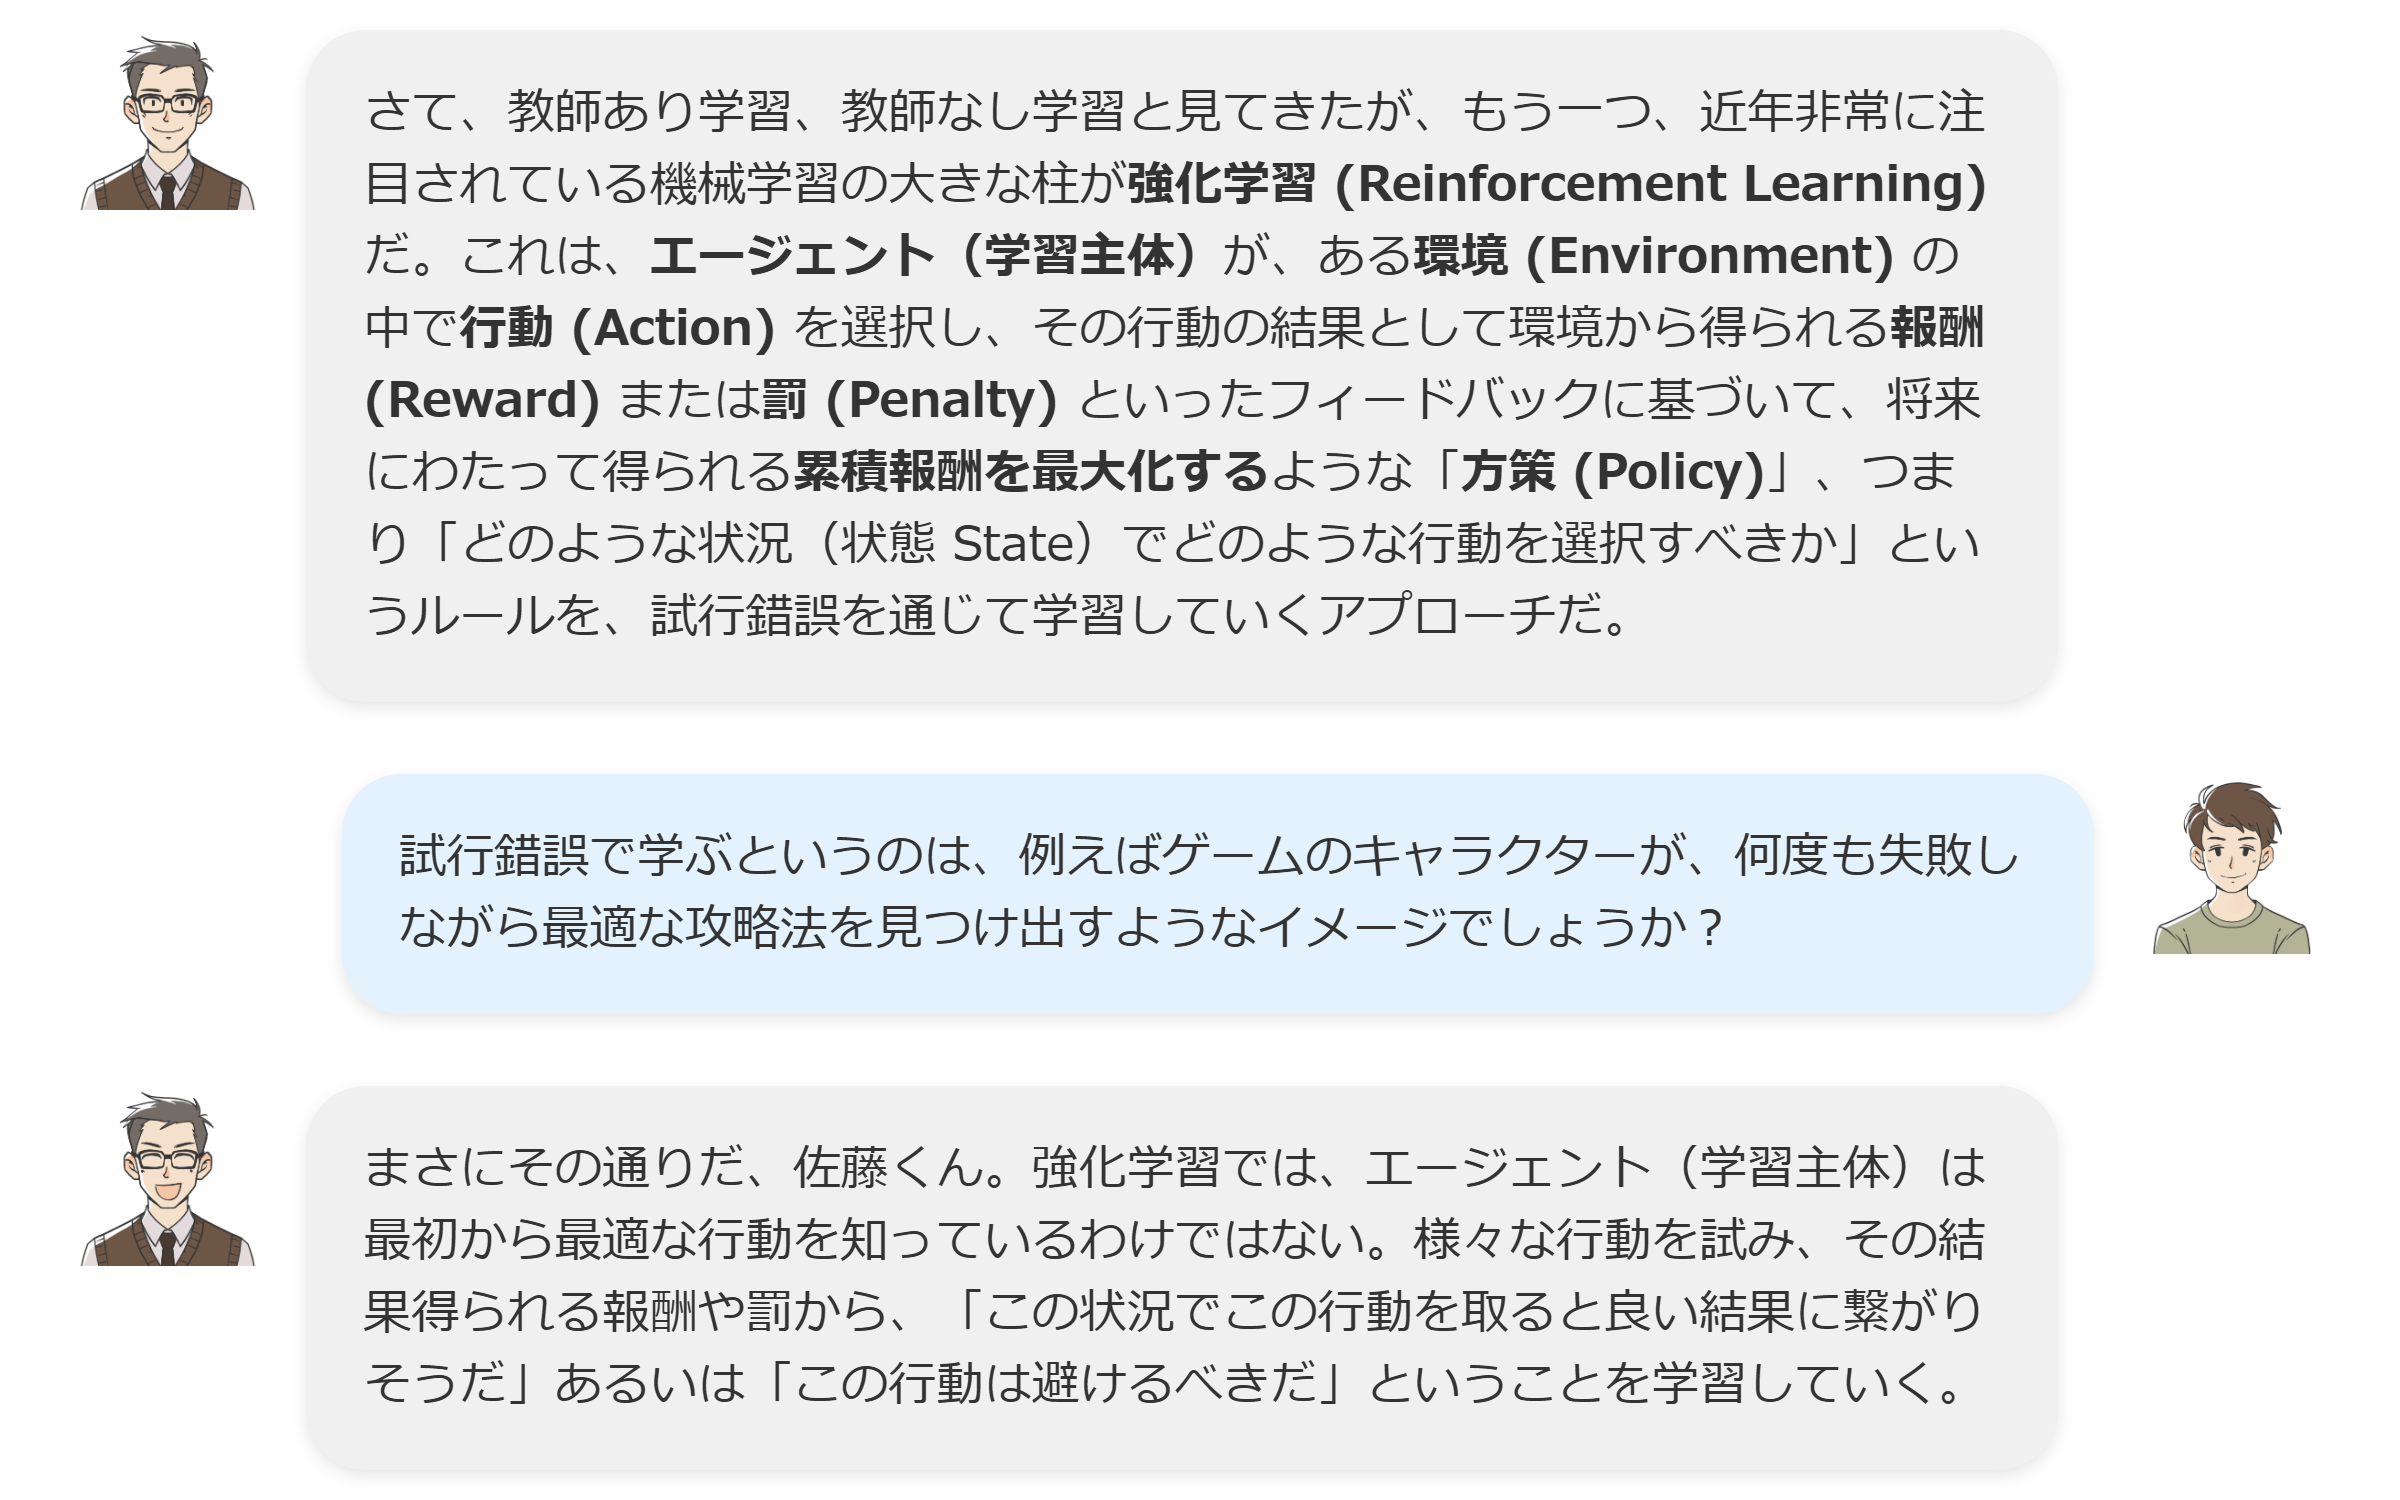 さて、教師あり学習、教師なし学習と見てきたが、もう一つ、近年非常に注
目されている機械学習の大きな柱が強化学習 (Reinforcement Learning)
だ。これは、エージェント（学習主体）が、ある環境 (Environment) の
中で行動 (Action) を選択し、その行動の結果として環境から得られる報酬
(Reward) または罰 (Penalty) といったフィードバックに基づいて、将来
にわたって得られる累積報酬を最大化するような「方策 (Policy)」、つま
り「どのような状況（状態 State）でどのような行動を選択すべきか」とい
うルールを、試行錯誤を通じて学習していくアプローチだ。
試行錯誤で学ぶというのは、例えばゲームのキャラクターが、何度も失敗し
ながら最適な攻略法を見つけ出すようなイメージでしょうか？
まさにその通りだ、佐藤くん。強化学習では、エージェント（学習主体）は
最初から最適な行動を知っているわけではない。様々な行動を試み、その結
果得られる報酬や罰から、「この状況でこの行動を取ると良い結果に繋がり
そうだ」あるいは「この行動は避けるべきだ」ということを学習していく。